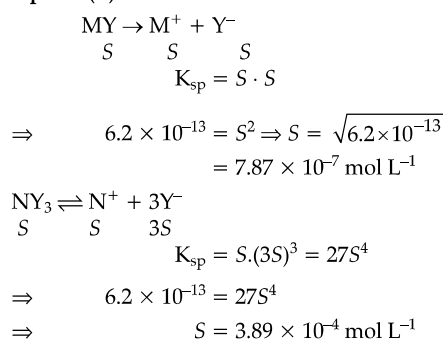 MY → M⁺ + Y⁻
S S S
Kₛₚ = S · S
⇒ 6.2 × 10⁻¹³ = S² ⇒ S = √6.2×10⁻¹³
= 7.87 × 10⁻⁷ mol L⁻¹
NY₃ ⇌ N⁺ + 3Y⁻
S S 3S
Kₛₚ = S.(3S)³ = 27S⁴
⇒ 6.2 × 10⁻¹³ = 27S⁴
⇒ S = 3.89 × 10⁻⁴ mol L⁻¹